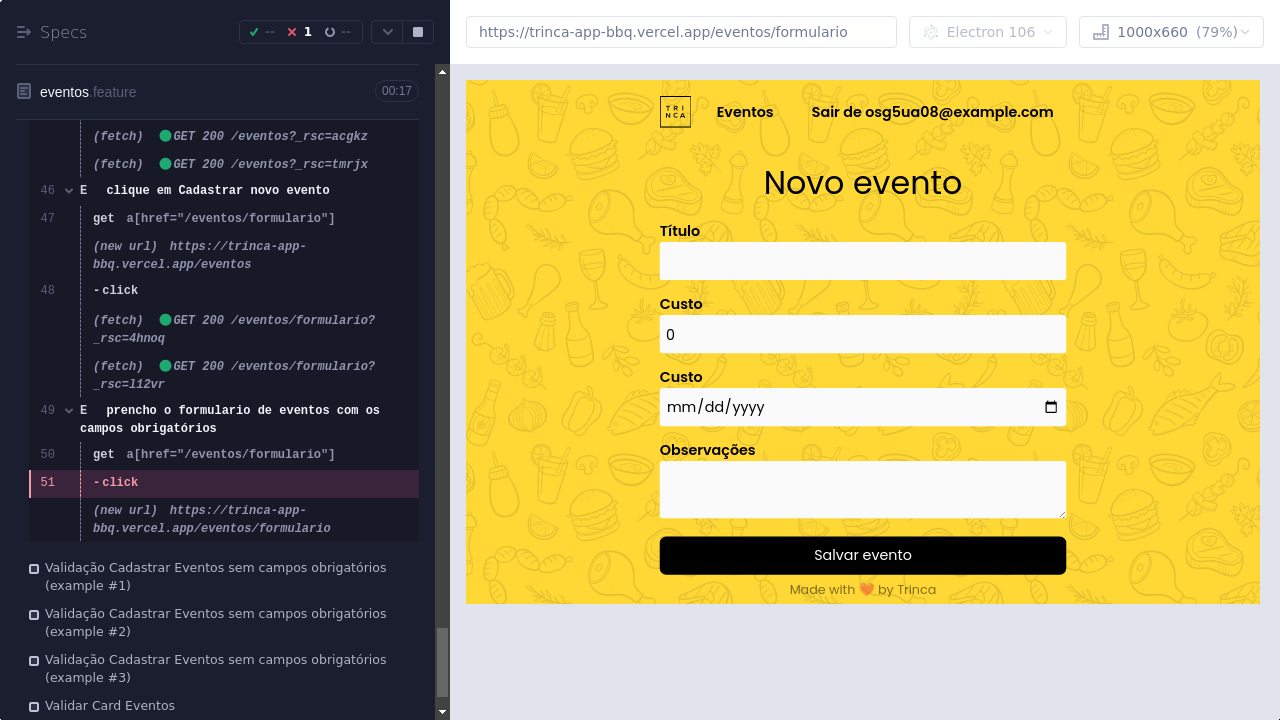 Specs
--
1
--
eventos.feature
00:17
(fetch) GET 200 /eventos?_rsc=acgkz
(fetch) GET 200 /eventos?_rsc=tmrjx
46 E clique em Cadastrar novo evento
47 get a[href="/eventos/formulario"]
(new url) https://trinca-app-
bbq.vercel.app/eventos
48 -click
(fetch) GET 200 /eventos/formulario?
_rsc=4hnoq
(fetch) GET 200 /eventos/formulario?
_rsc=l12vr
49 E prencho o formulario de eventos com os
campos obrigatórios
50 get a[href="/eventos/formulario"]
51 -click
(new url) https://trinca-app-
bbq.vercel.app/eventos/formulario
Validação Cadastrar Eventos sem campos obrigatórios
(example #1)
Validação Cadastrar Eventos sem campos obrigatórios
(example #2)
Validação Cadastrar Eventos sem campos obrigatórios
(example #3)
Validar Card Eventos
https://trinca-app-bbq.vercel.app/eventos/formulario
Electron 106
1000x660 (79%)
TRI
NCA
Eventos
Sair de osg5ua08@example.com
Novo evento
Título
Custo
0
Custo
mm/dd/yyyy
Observações
Salvar evento
Made with 🧡 by Trinca